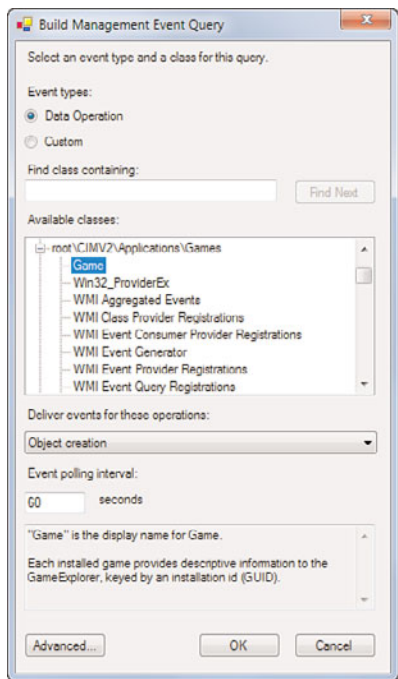 Build Management Event Query
Select an event type and a class for this query.
Event types:
Data Operation
Custom
Find class containing:
Find Next
Available classes:
root\CIMV2\Applications\Games
Game
Win32_ProviderEx
WMI Aggregated Events
WMI Class Provider Registrations
WMI Event Consumer Provider Registrations
WMI Event Generator
WMI Event Provider Registrations
WMI Event Query Registrations
Deliver events for these operations:
Object creation
Event polling interval:
60 seconds
"Game" is the display name for Game.
Each installed game provides descriptive information to the
GameExplorer, keyed by an installation id (GUID).
Advanced... OK Cancel